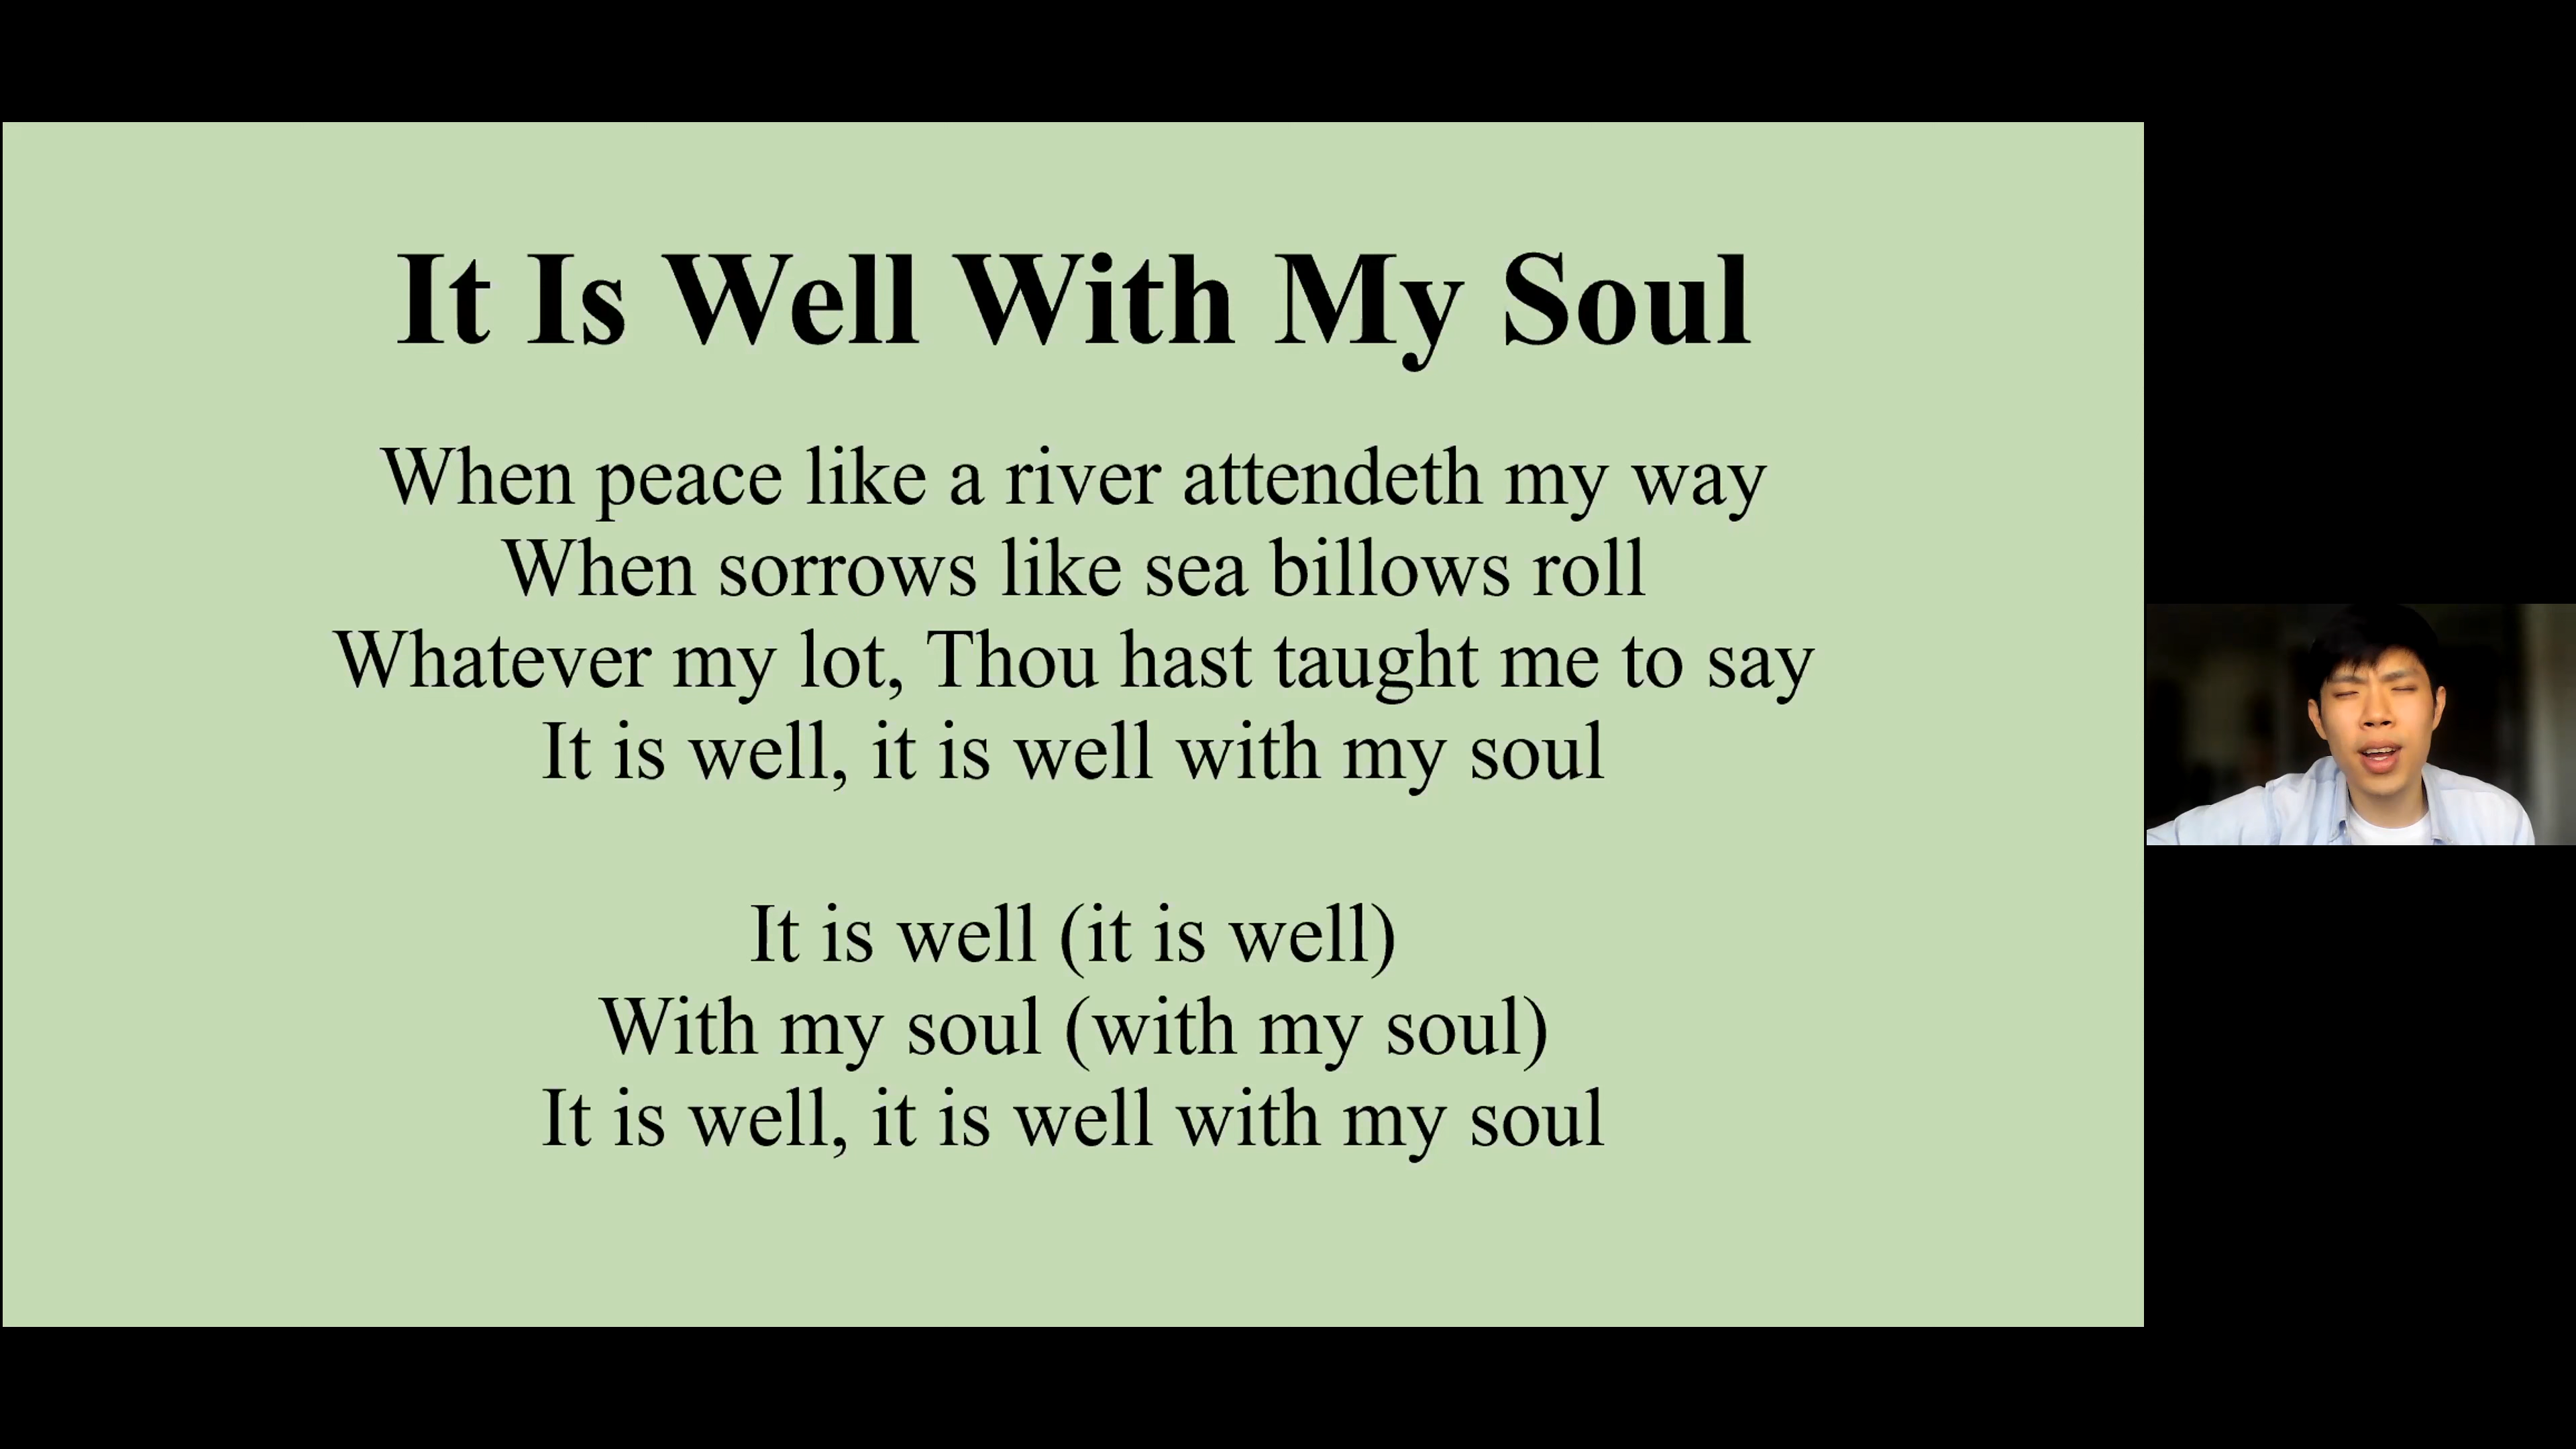 It Is Well With My Soul
When peace like a river attendeth my way
When sorrows like sea billows roll
Whatever my lot, Thou hast taught me to say
It is well, it is well with my soul
It is well (it is well)
With my soul (with my soul)
It is well, it is well with my soul